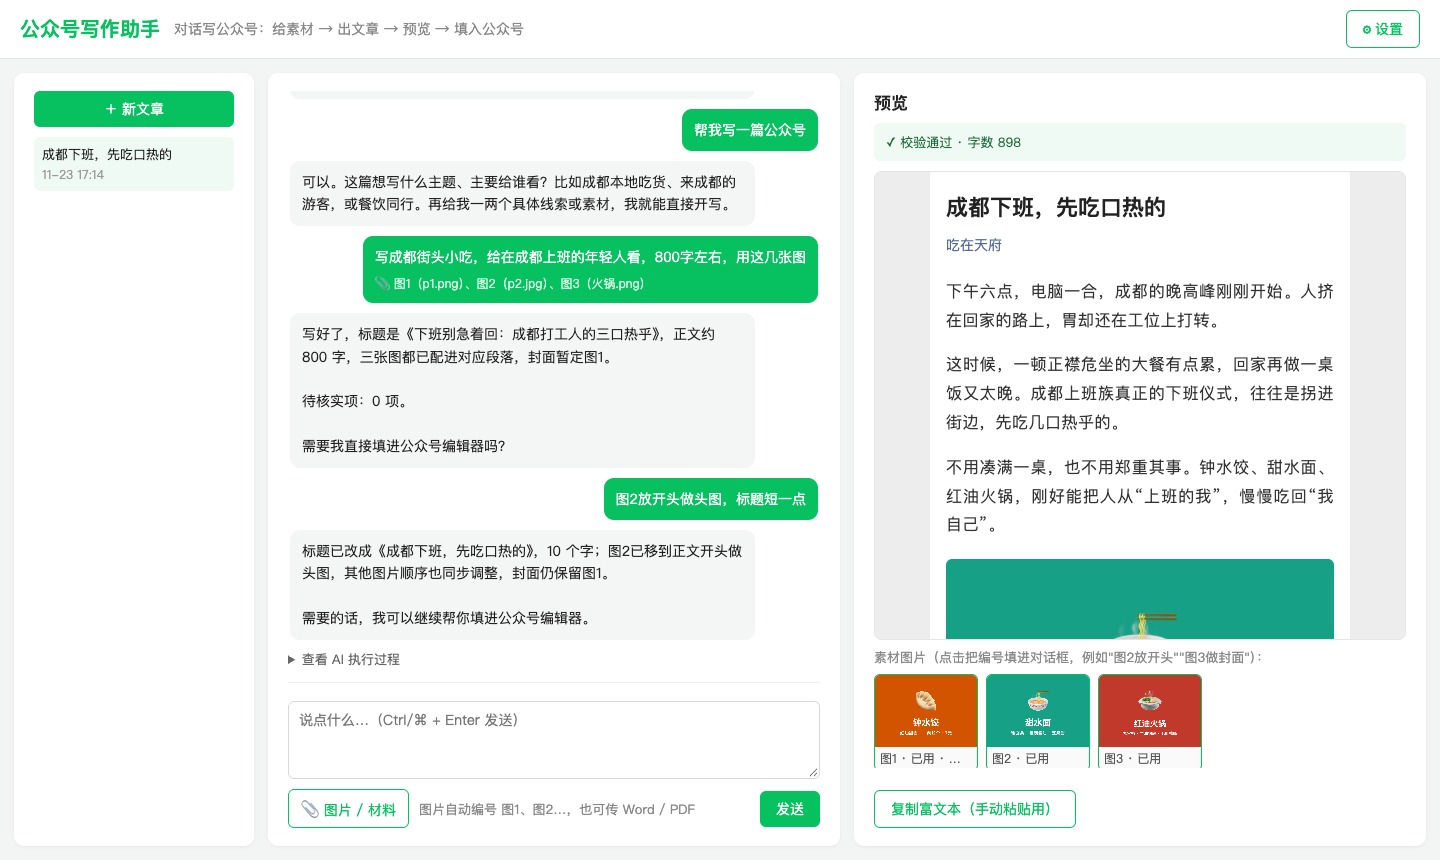 公众号写作助手
对话写公众号：给素材 → 出文章 → 预览 → 填入公众号
⚙ 设置
＋ 新文章
成都下班，先吃口热的
11-23 17:14
帮我写一篇公众号
可以。这篇想写什么主题、主要给谁看？比如成都本地吃货、来成都的
游客，或餐饮同行。再给我一两个具体线索或素材，我就能直接开写。
写成都街头小吃，给在成都上班的年轻人看，800字左右，用这几张图
📎 图1（p1.png）、图2（p2.jpg）、图3（火锅.png）
写好了，标题是《下班别急着回：成都打工人的三口热乎》，正文约
800 字，三张图都已配进对应段落，封面暂定图1。
待核实项：0 项。
需要我直接填进公众号编辑器吗？
图2放开头做头图，标题短一点
标题已改成《成都下班，先吃口热的》，10 个字；图2已移到正文开头做
头图，其他图片顺序也同步调整，封面仍保留图1。
需要的话，我可以继续帮你填进公众号编辑器。
▶ 查看 AI 执行过程
说点什么…（Ctrl/⌘ + Enter 发送）
📎 图片 / 材料
图片自动编号 图1、图2…，也可传 Word / PDF
发送
预览
✓ 校验通过 · 字数 898
成都下班，先吃口热的
吃在天府
下午六点，电脑一合，成都的晚高峰刚刚开始。人挤
在回家的路上，胃却还在工位上打转。
这时候，一顿正襟危坐的大餐有点累，回家再做一桌
饭又太晚。成都上班族真正的下班仪式，往往是拐进
街边，先吃几口热乎的。
不用凑满一桌，也不用郑重其事。钟水饺、甜水面、
红油火锅，刚好能把人从“上班的我”，慢慢吃回“我
自己”。
素材图片（点击把编号填进对话框，例如"图2放开头""图3做封面"）：
钟水饺
甜水面
红油火锅
图1 · 已用 · …
图2 · 已用
图3 · 已用
复制富文本（手动粘贴用）